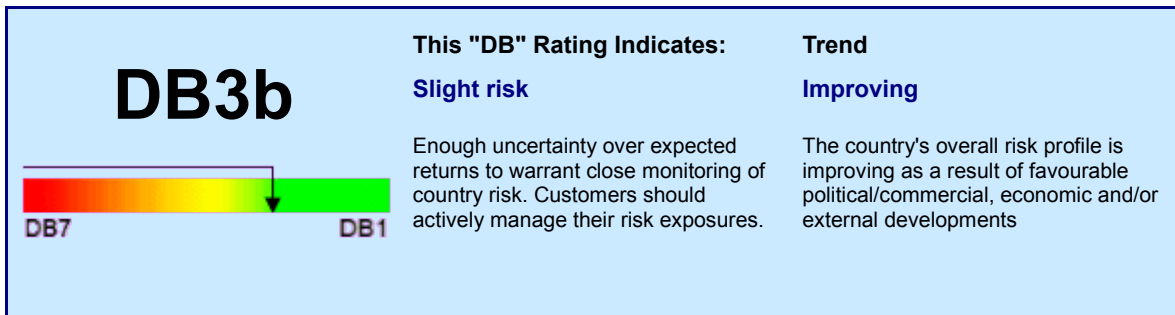 DB3b
DB7
DB1
This "DB" Rating Indicates:
Slight risk
Enough uncertainty over expected
returns to warrant close monitoring of
country risk. Customers should
actively manage their risk exposures.
Trend
Improving
The country's overall risk profile is
improving as a result of favourable
political/commercial, economic and/or
external developments